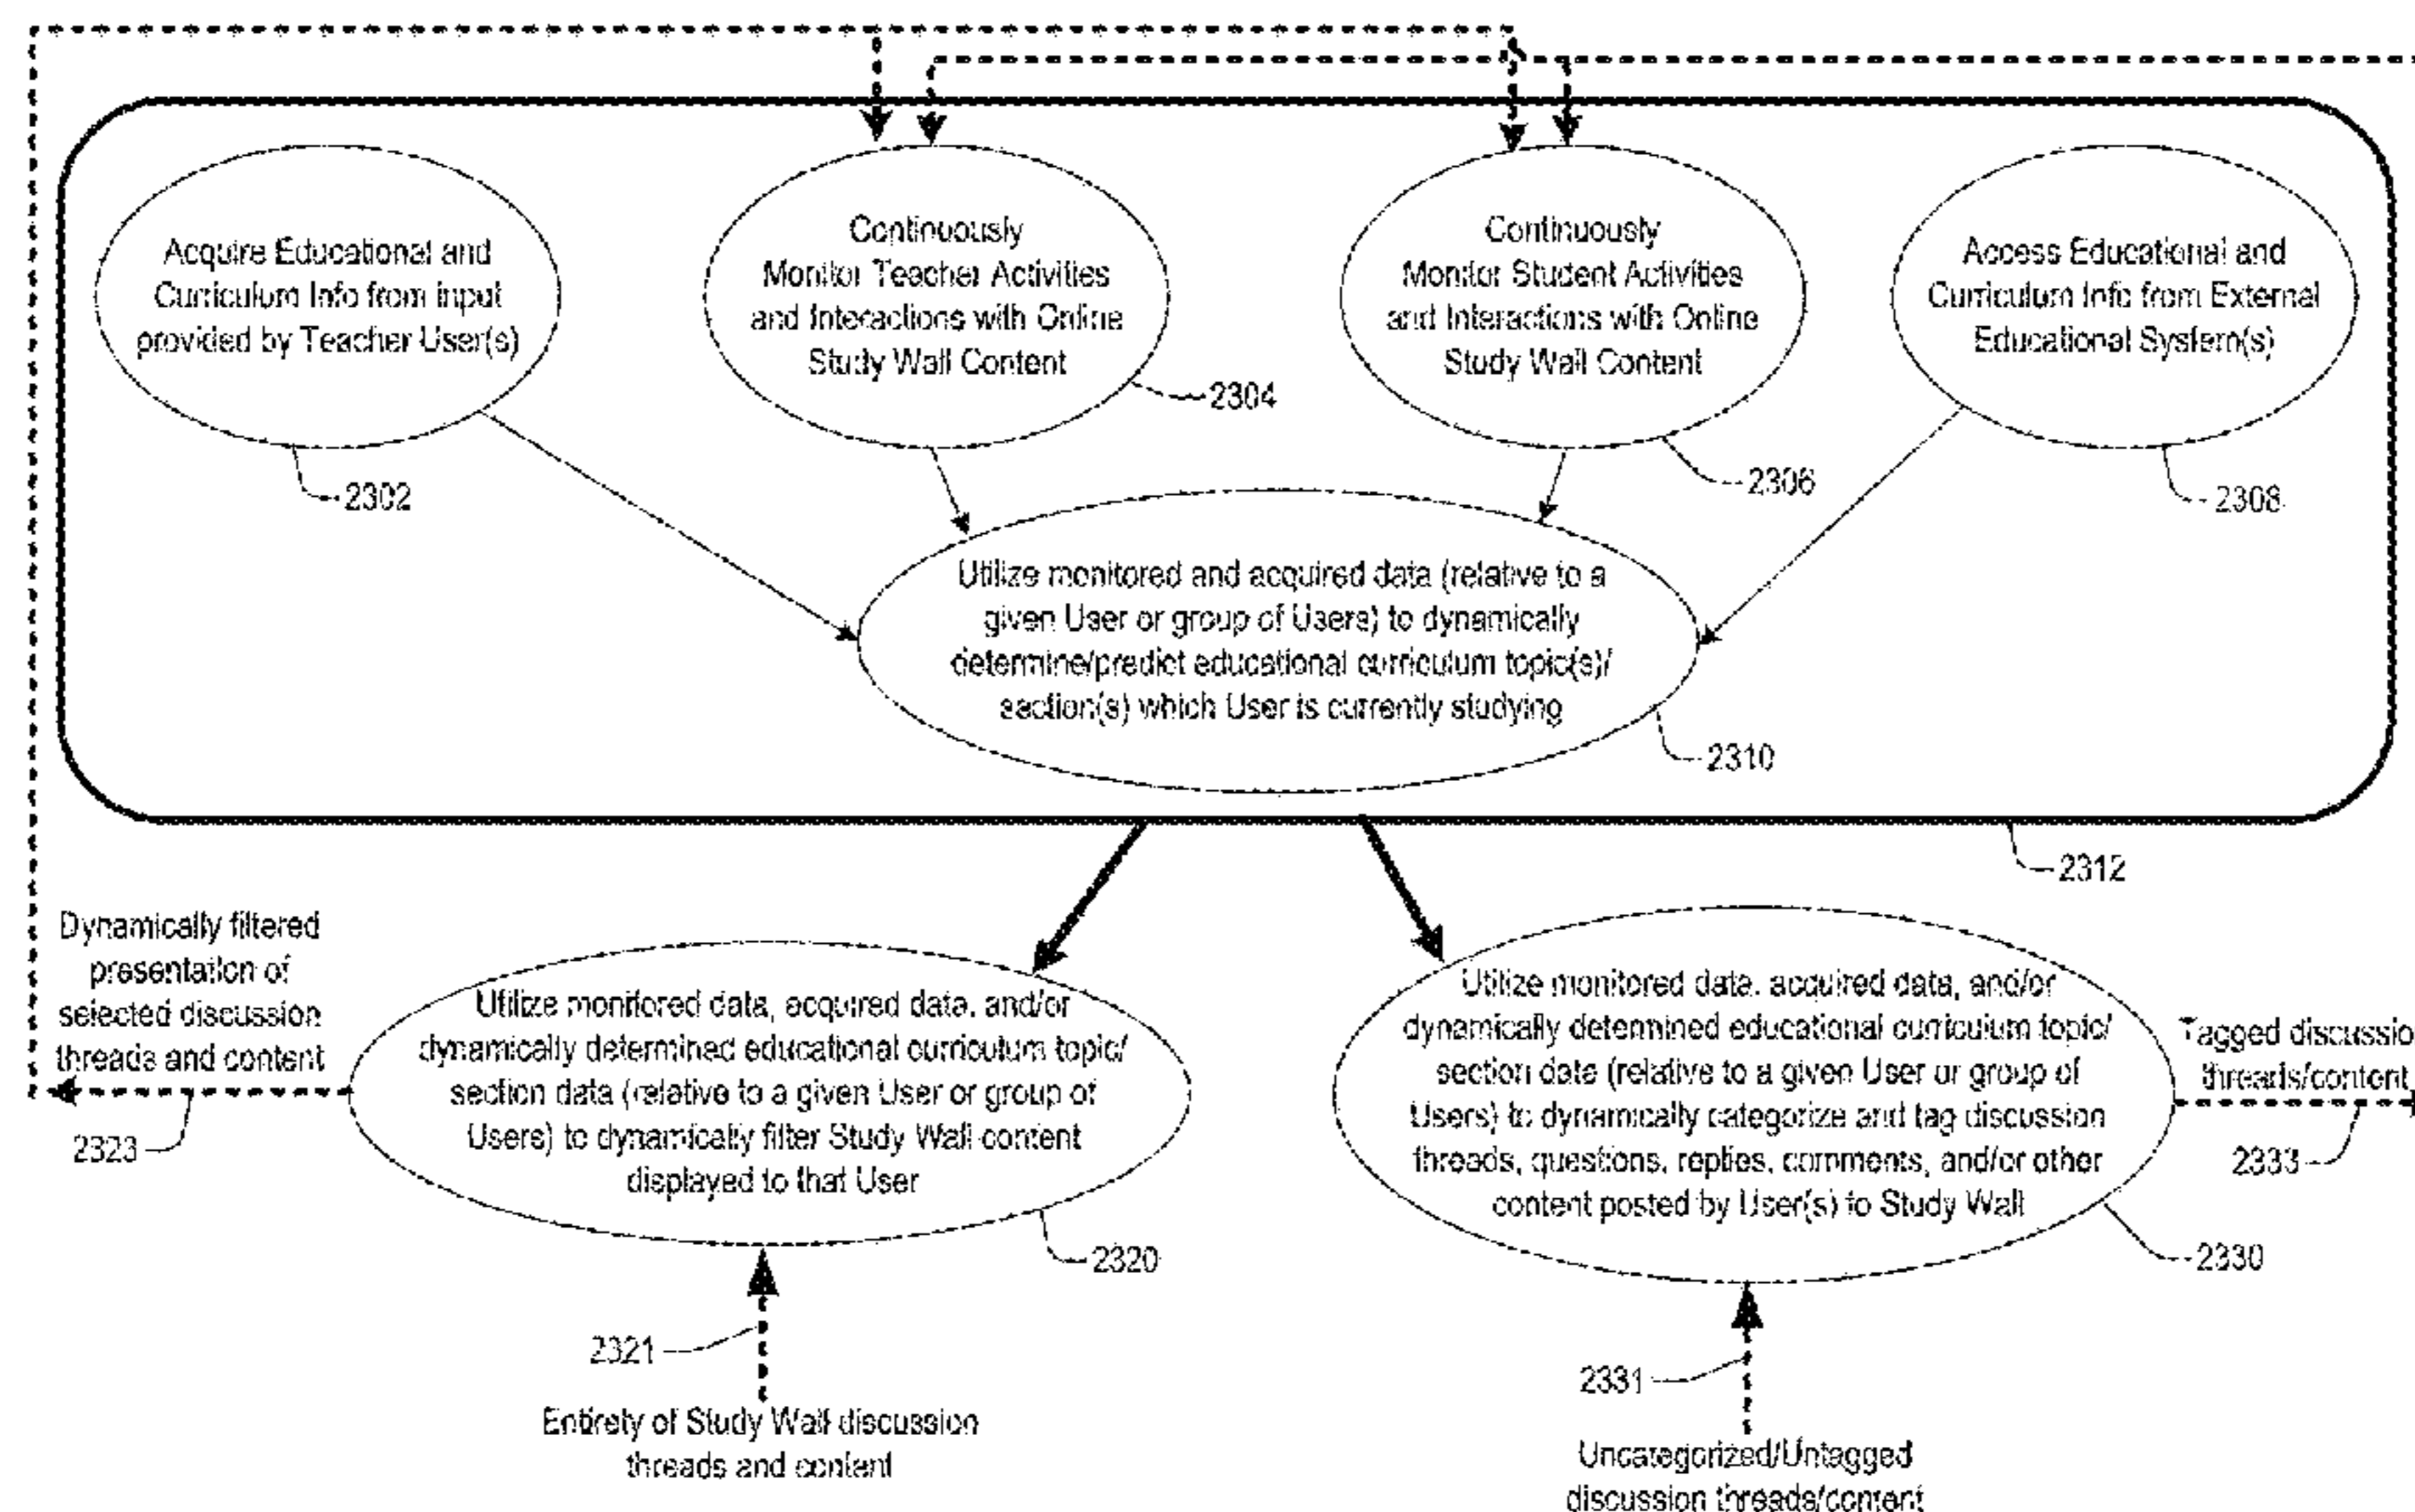 Acquire Educational and
Curriculum Info from input
provided by Teacher User(s)
2302
Continuously
Monitor Teacher Activities
and Interactions with Online
Study Wall Content
2304
Continuously
Monitor Student Activities
and Interactions with Online
Study Wall Content
2306
Access Educational and
Curriculum Info from External
Educational System(s)
2308
Utilize monitored and acquired data (relative to a
given User or group of Users) to dynamically
determine/predict educational curriculum topic(s)/
section(s) which User is currently studying
2310
2312
Dynamically filtered
presentation of
selected discussion
threads and content
2323
Utilize monitored data, acquired data, and/or
dynamically determined educational curriculum topic/
section data (relative to a given User or group of
Users) to dynamically filter Study Wall content
displayed to that User
2320
2321
Entirety of Study Wall discussion
threads and content
Utilize monitored data, acquired data, and/or
dynamically determined educational curriculum topic/
section data (relative to a given User or group of
Users) to dynamically categorize and tag discussion
threads, questions, replies, comments, and/or other
content posted by User(s) to Study Wall
2330
Tagged discussio
threads/content
2333
2331
Uncategorized/Untagged
discussion threads/content